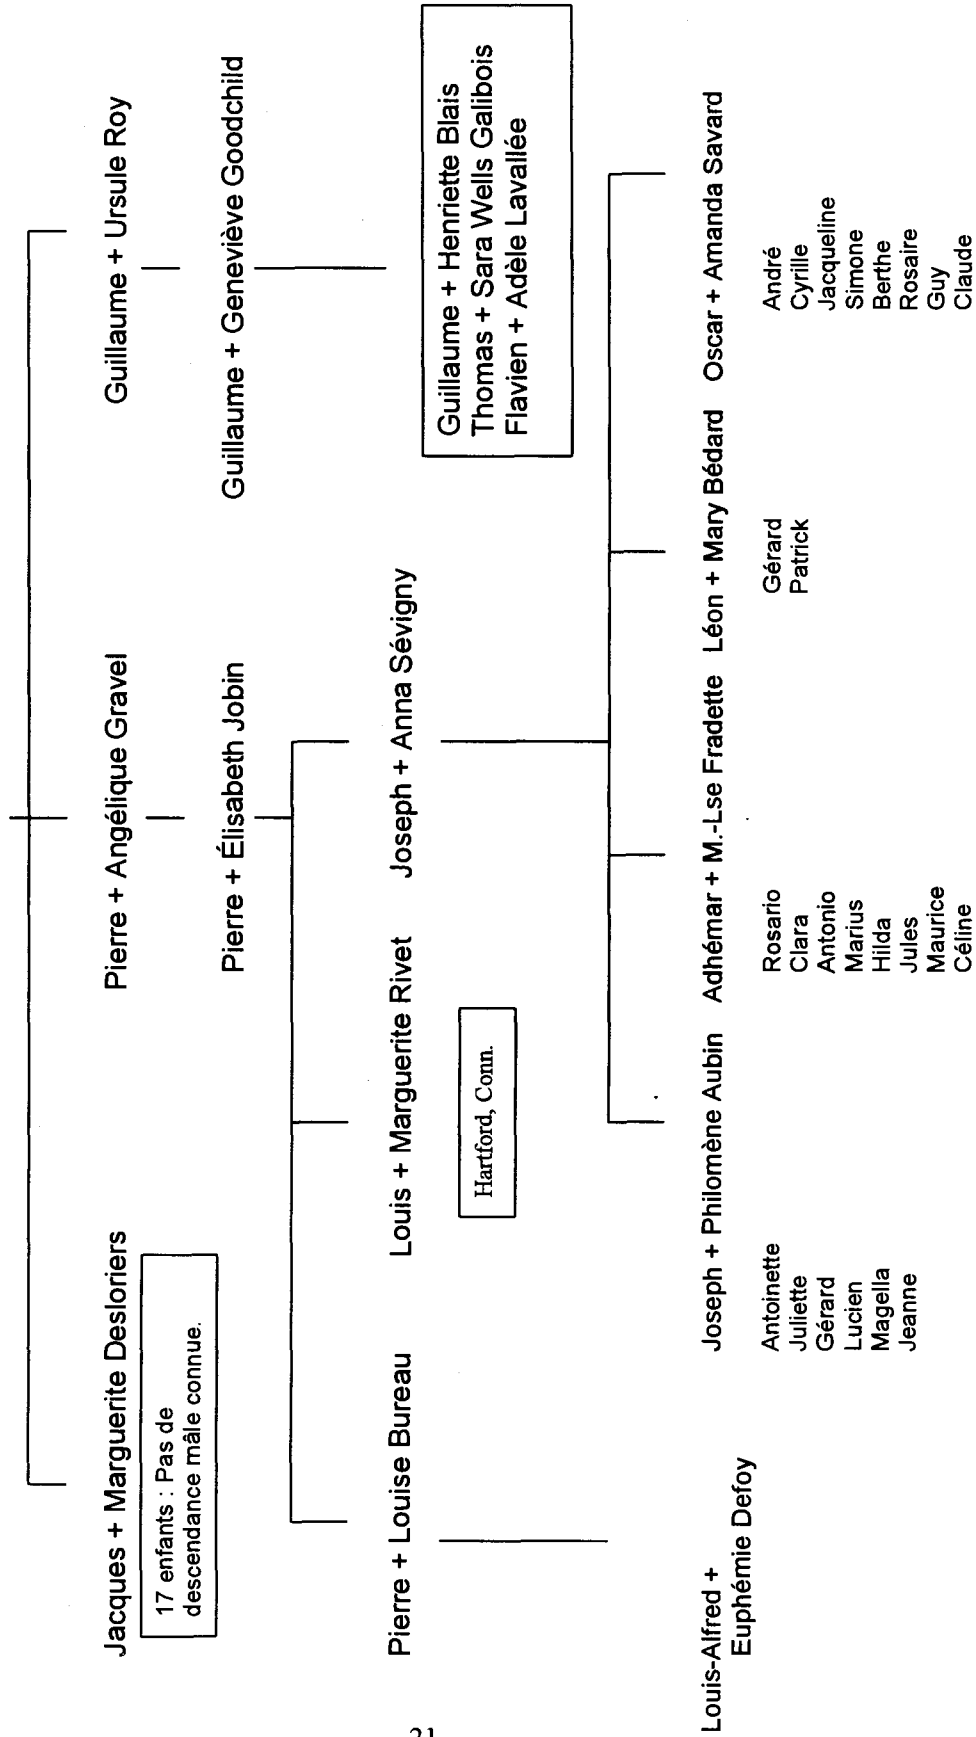 Jacques + Marguerite Desloriers
17 enfants : Pas de
descendance mâle connue.
Pierre + Angélique Gravel
Guillaume + Ursule Roy
Pierre + Élisabeth Jobin
Guillaume + Geneviève Goodchild
Pierre + Louise Bureau
Louis + Marguerite Rivet
Hartford, Conn.
Joseph + Anna Sévigny
Guillaume + Henriette Blais
Thomas + Sara Wells Galibois
Flavien + Adèle Lavallée
Louis-Alfred +
Euphémie Defoy
Joseph + Philomène Aubin
Antoinette
Juliette
Gérard
Lucien
Magella
Jeanne
Adhémar + M.-Lse Fradette
Rosario
Clara
Antonio
Marius
Hilda
Jules
Maurice
Céline
Léon + Mary Bédard
Gérard
Patrick
Oscar + Amanda Savard
André
Cyrille
Jacqueline
Simone
Berthe
Rosaire
Guy
Claude
21